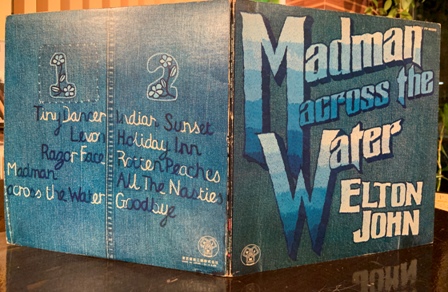 1
2
Tiny Dancer
Levon
Razor Face
Madman
across the Water
Indian Sunset
Holiday Inn
Rotten Peaches
All The Nasties
Goodbye
Madman
across the
Water
ELTON
JOHN